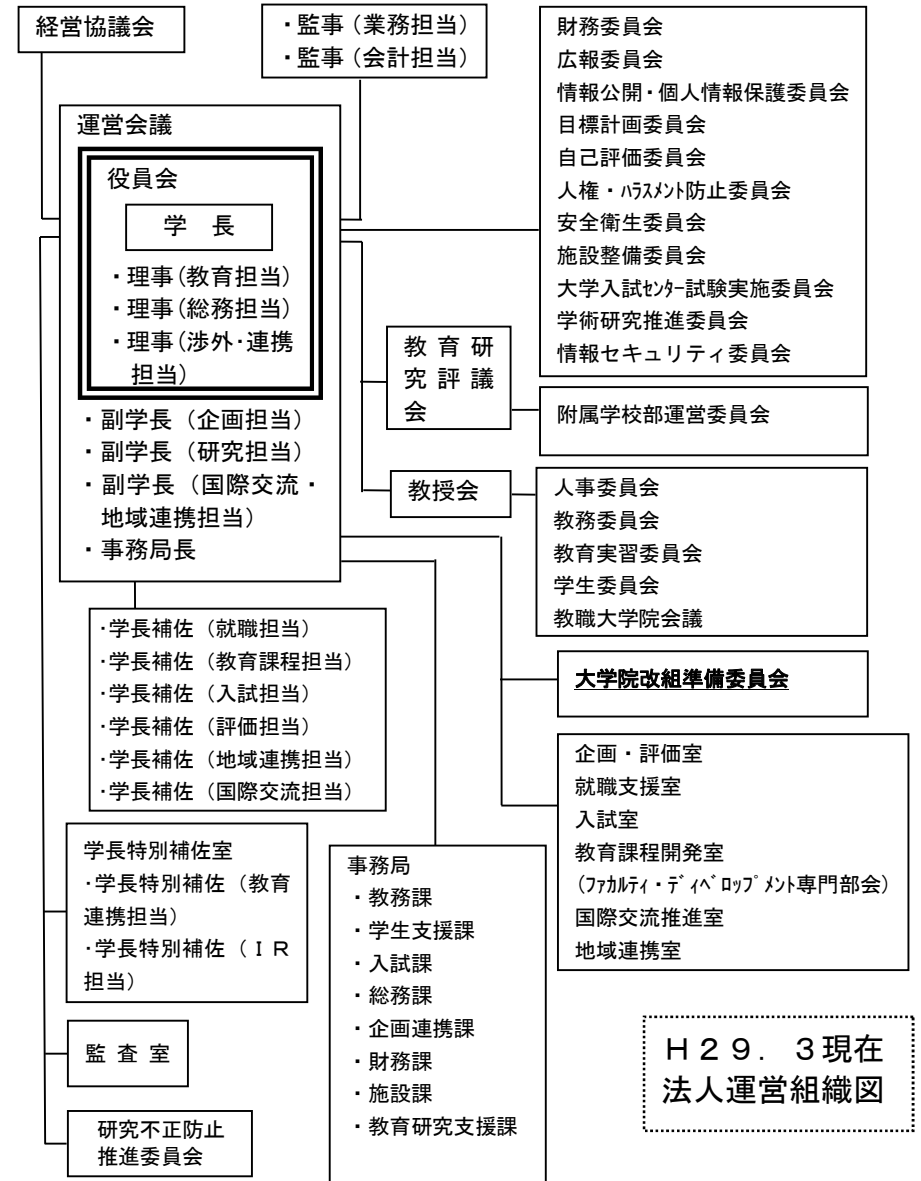 経営協議会
・監事（業務担当）
・監事（会計担当）
財務委員会
広報委員会
情報公開・個人情報保護委員会
目標計画委員会
自己評価委員会
人権・ﾊﾗｽﾒﾝﾄ防止委員会
安全衛生委員会
施設整備委員会
大学入試ｾﾝﾀｰ試験実施委員会
学術研究推進委員会
情報セキュリティ委員会
運営会議
役員会
学　長
・理事（教育担当）
・理事（総務担当）
・理事（渉外・連携
担当）
・副学長（企画担当）
・副学長（研究担当）
・副学長（国際交流・
地域連携担当）
・事務局長
教育研
究評議
会
附属学校部運営委員会
教授会
人事委員会
教務委員会
教育実習委員会
学生委員会
教職大学院会議
大学院改組準備委員会
・学長補佐（就職担当）
・学長補佐（教育課程担当）
・学長補佐（入試担当）
・学長補佐（評価担当）
・学長補佐（地域連携担当）
・学長補佐（国際交流担当）
企画・評価室
就職支援室
入試室
教育課程開発室
（ﾌｧｶﾙﾃｨ・ﾃﾞｨﾍﾞﾛｯﾌﾟﾒﾝﾄ専門部会）
国際交流推進室
地域連携室
学長特別補佐室
・学長特別補佐（教育
連携担当）
・学長特別補佐（ＩＲ
担当）
事務局
・教務課
・学生支援課
・入試課
・総務課
・企画連携課
・財務課
・施設課
・教育研究支援課
監査室
研究不正防止
推進委員会
Ｈ２９．３現在
法人運営組織図